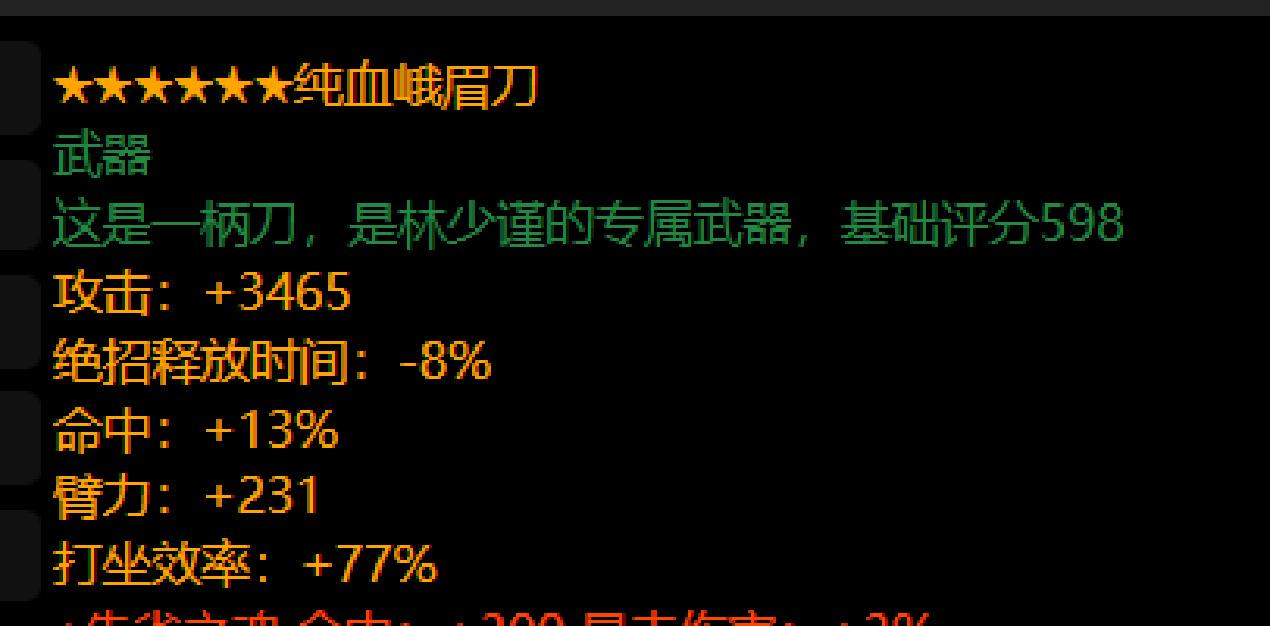 ★★★★★★纯血峨眉刀
武器
这是一柄刀，是林少谨的专属武器，基础评分598
攻击：+3465
绝招释放时间：-8%
命中：+13%
臂力：+231
打坐效率：+77%